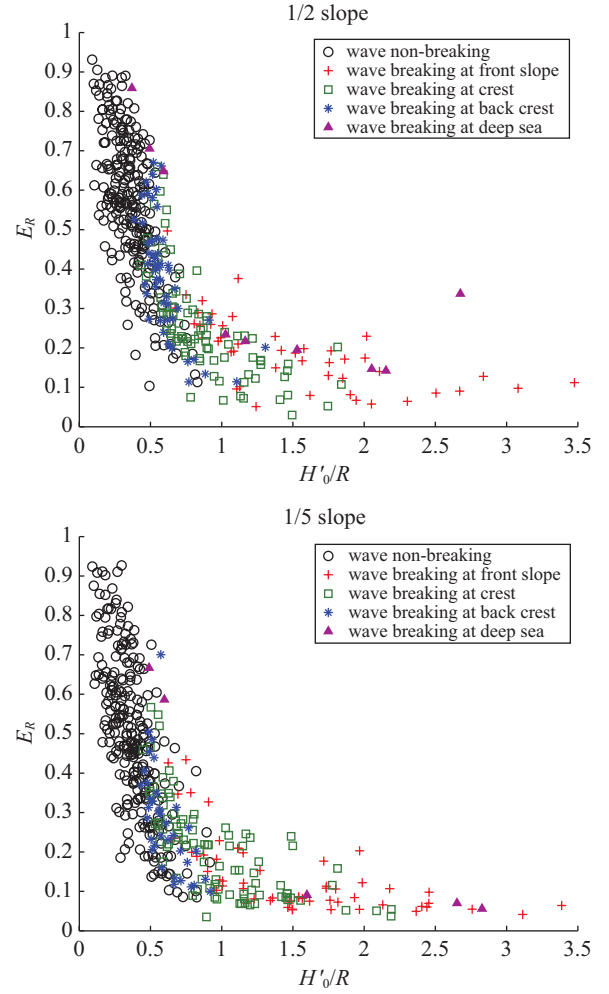 1/2 slope
1
0.9
0.8
0.7
0.6
0.5
0.4
0.3
0.2
0.1
0
E_R
wave non-breaking
wave breaking at front slope
wave breaking at crest
wave breaking at back crest
wave breaking at deep sea
0 0.5 1 1.5 2 2.5 3 3.5
H'_0/R
1/5 slope
1
0.9
0.8
0.7
0.6
0.5
0.4
0.3
0.2
0.1
0
E_R
wave non-breaking
wave breaking at front slope
wave breaking at crest
wave breaking at back crest
wave breaking at deep sea
0 0.5 1 1.5 2 2.5 3 3.5
H'_0/R